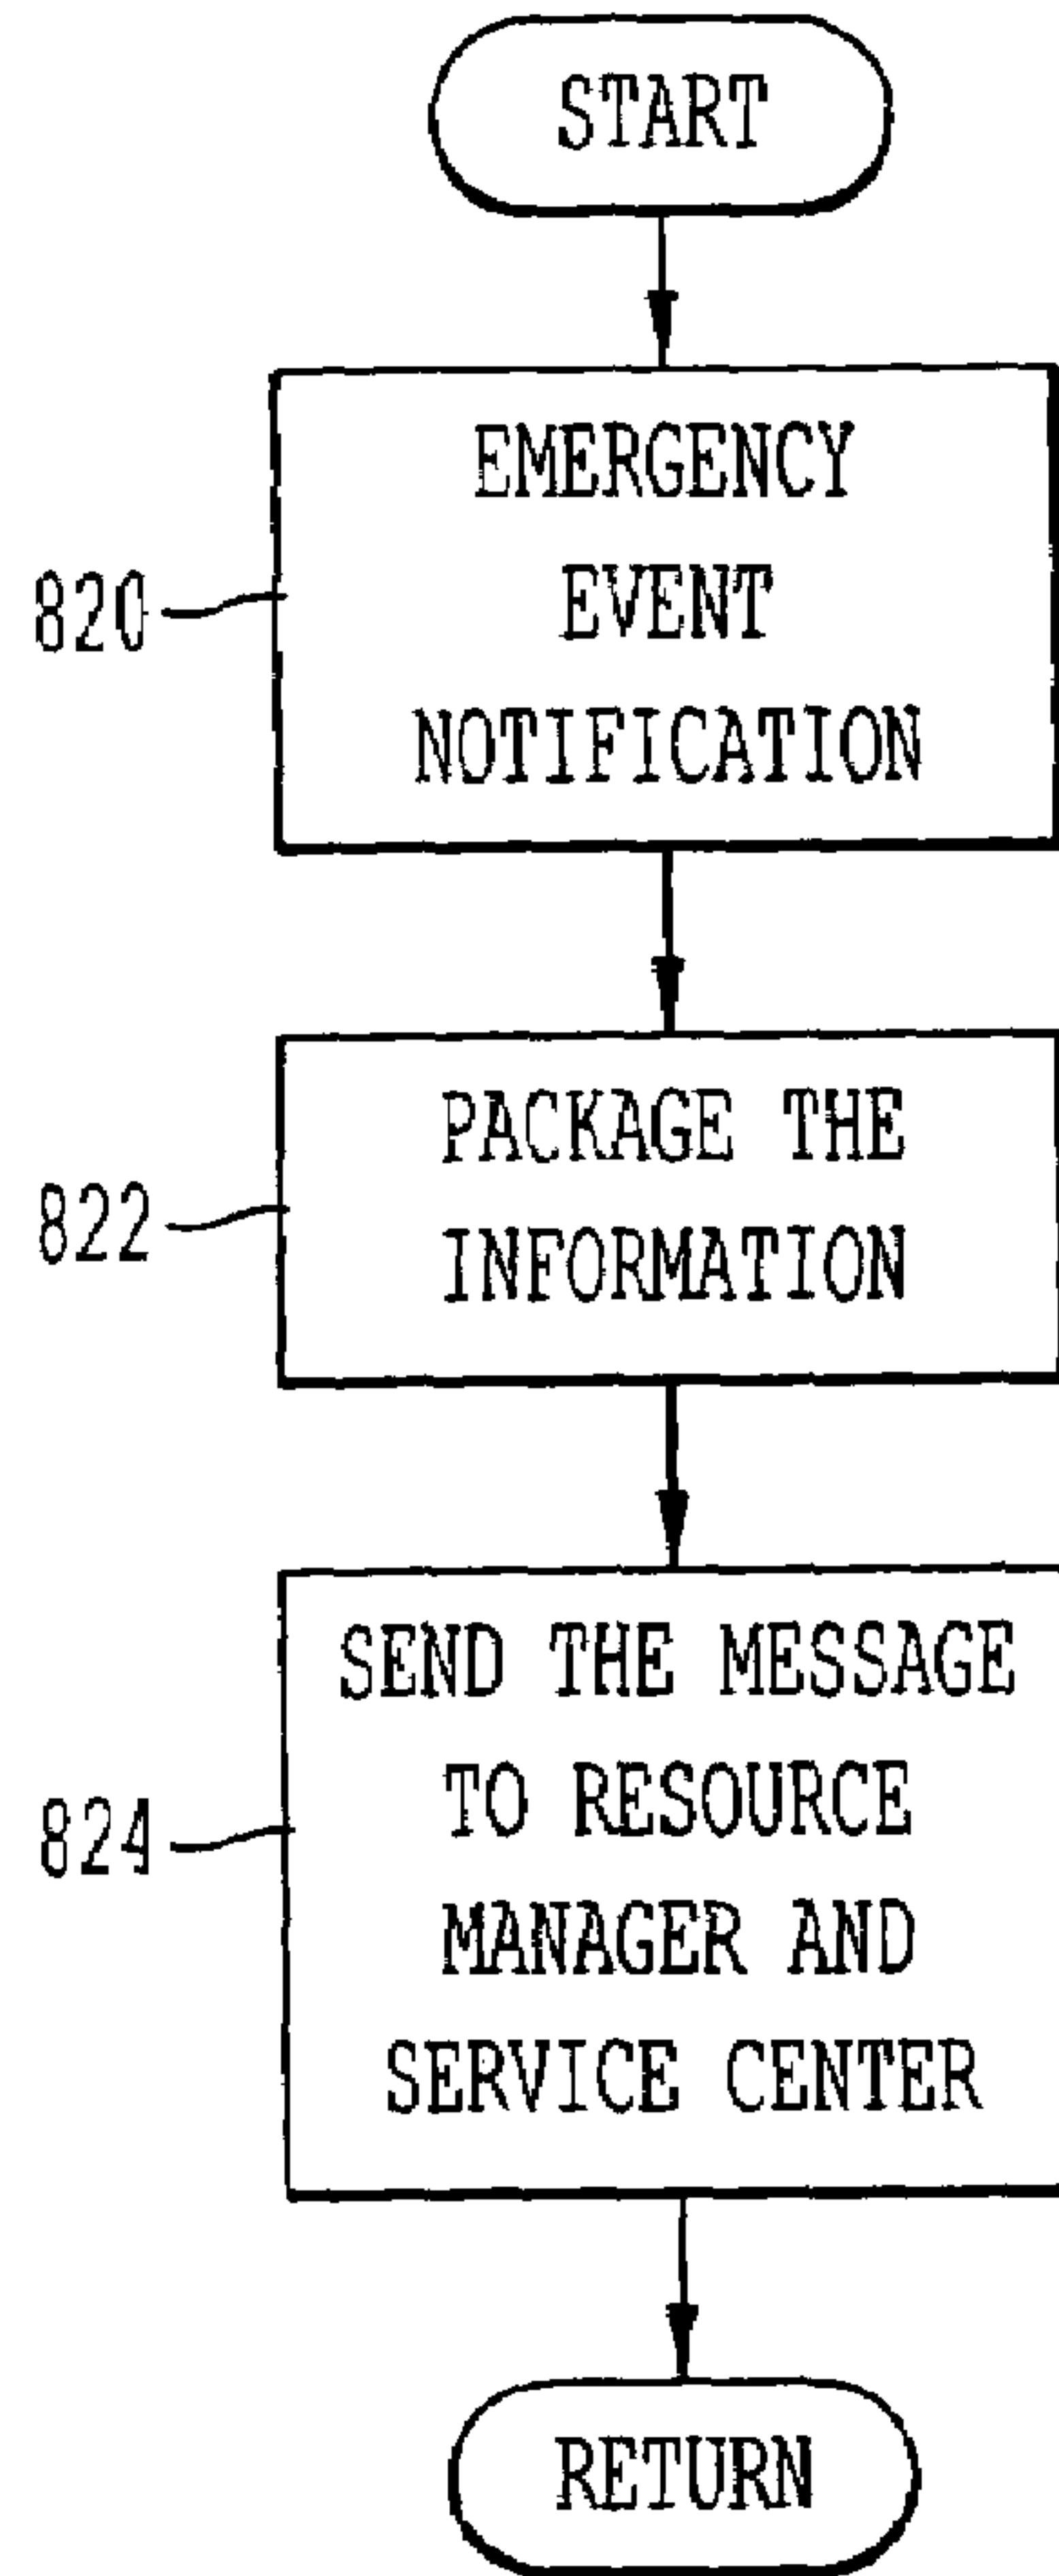 START
EMERGENCY
EVENT
NOTIFICATION
820
PACKAGE THE
INFORMATION
822
SEND THE MESSAGE
TO RESOURCE
MANAGER AND
SERVICE CENTER
824
RETURN